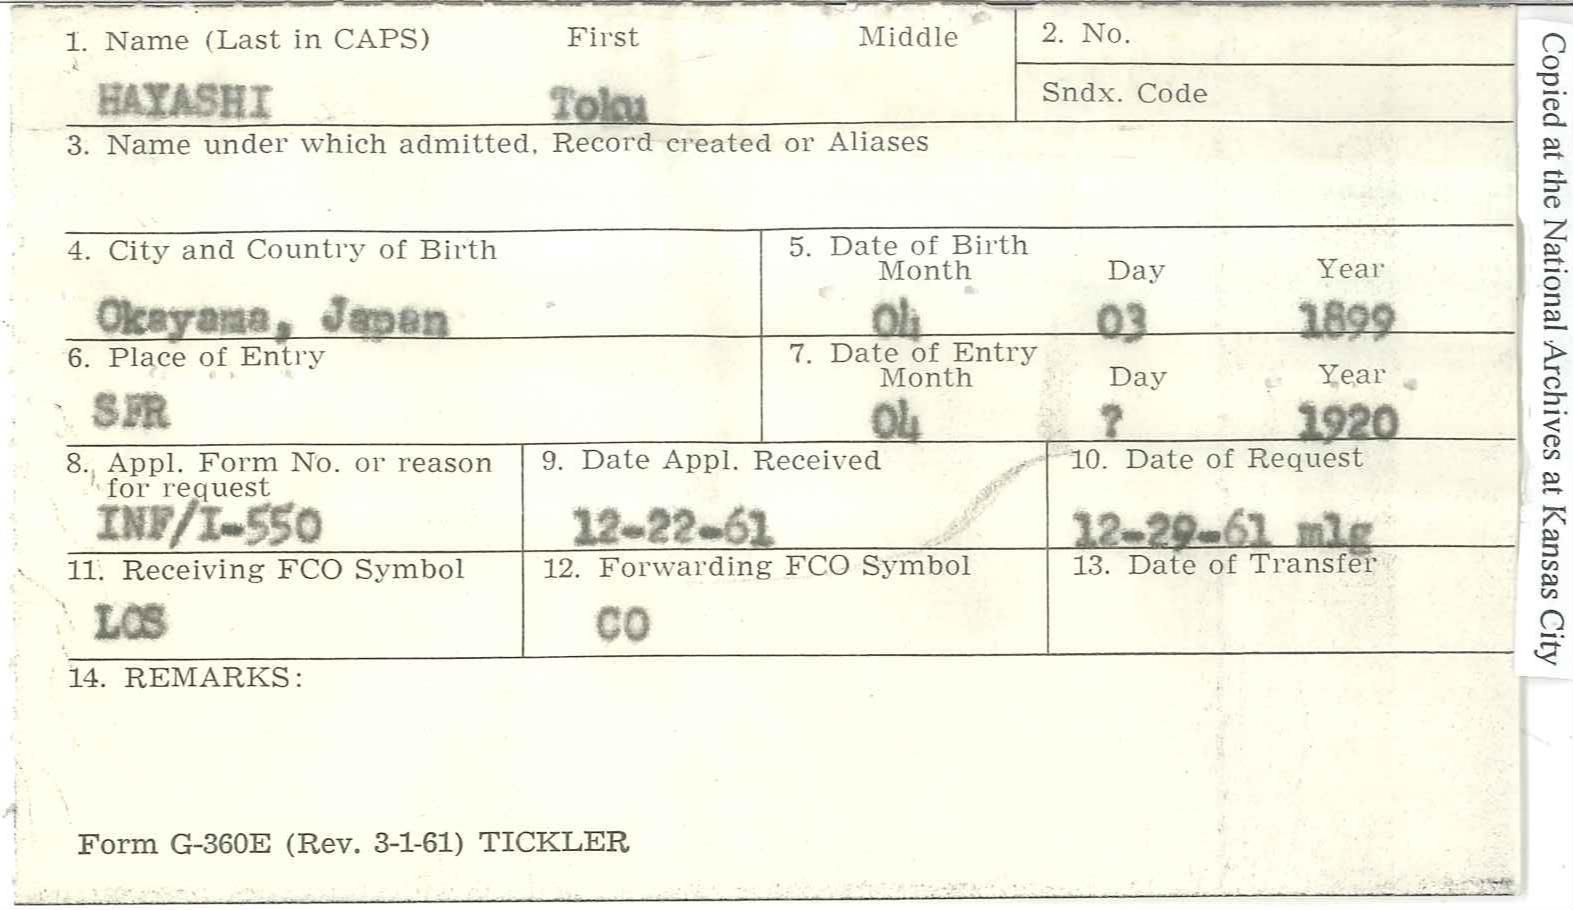 1. Name (Last in CAPS) First Middle
2. No.
HAYASHI Toku
Sndx. Code
3. Name under which admitted, Record created or Aliases
4. City and Country of Birth
5. Date of Birth
Month Day Year
Okayama, Japan
04 03 1899
6. Place of Entry
7. Date of Entry
Month Day Year
SFR
04 ? 1920
8. Appl. Form No. or reason
for request
INF/I-550
9. Date Appl. Received
12-22-61
10. Date of Request
12-29-61 mlg
11. Receiving FCO Symbol
LOS
12. Forwarding FCO Symbol
CO
13. Date of Transfer
14. REMARKS:
Form G-360E (Rev. 3-1-61) TICKLER
Copied at the National Archives at Kansas City